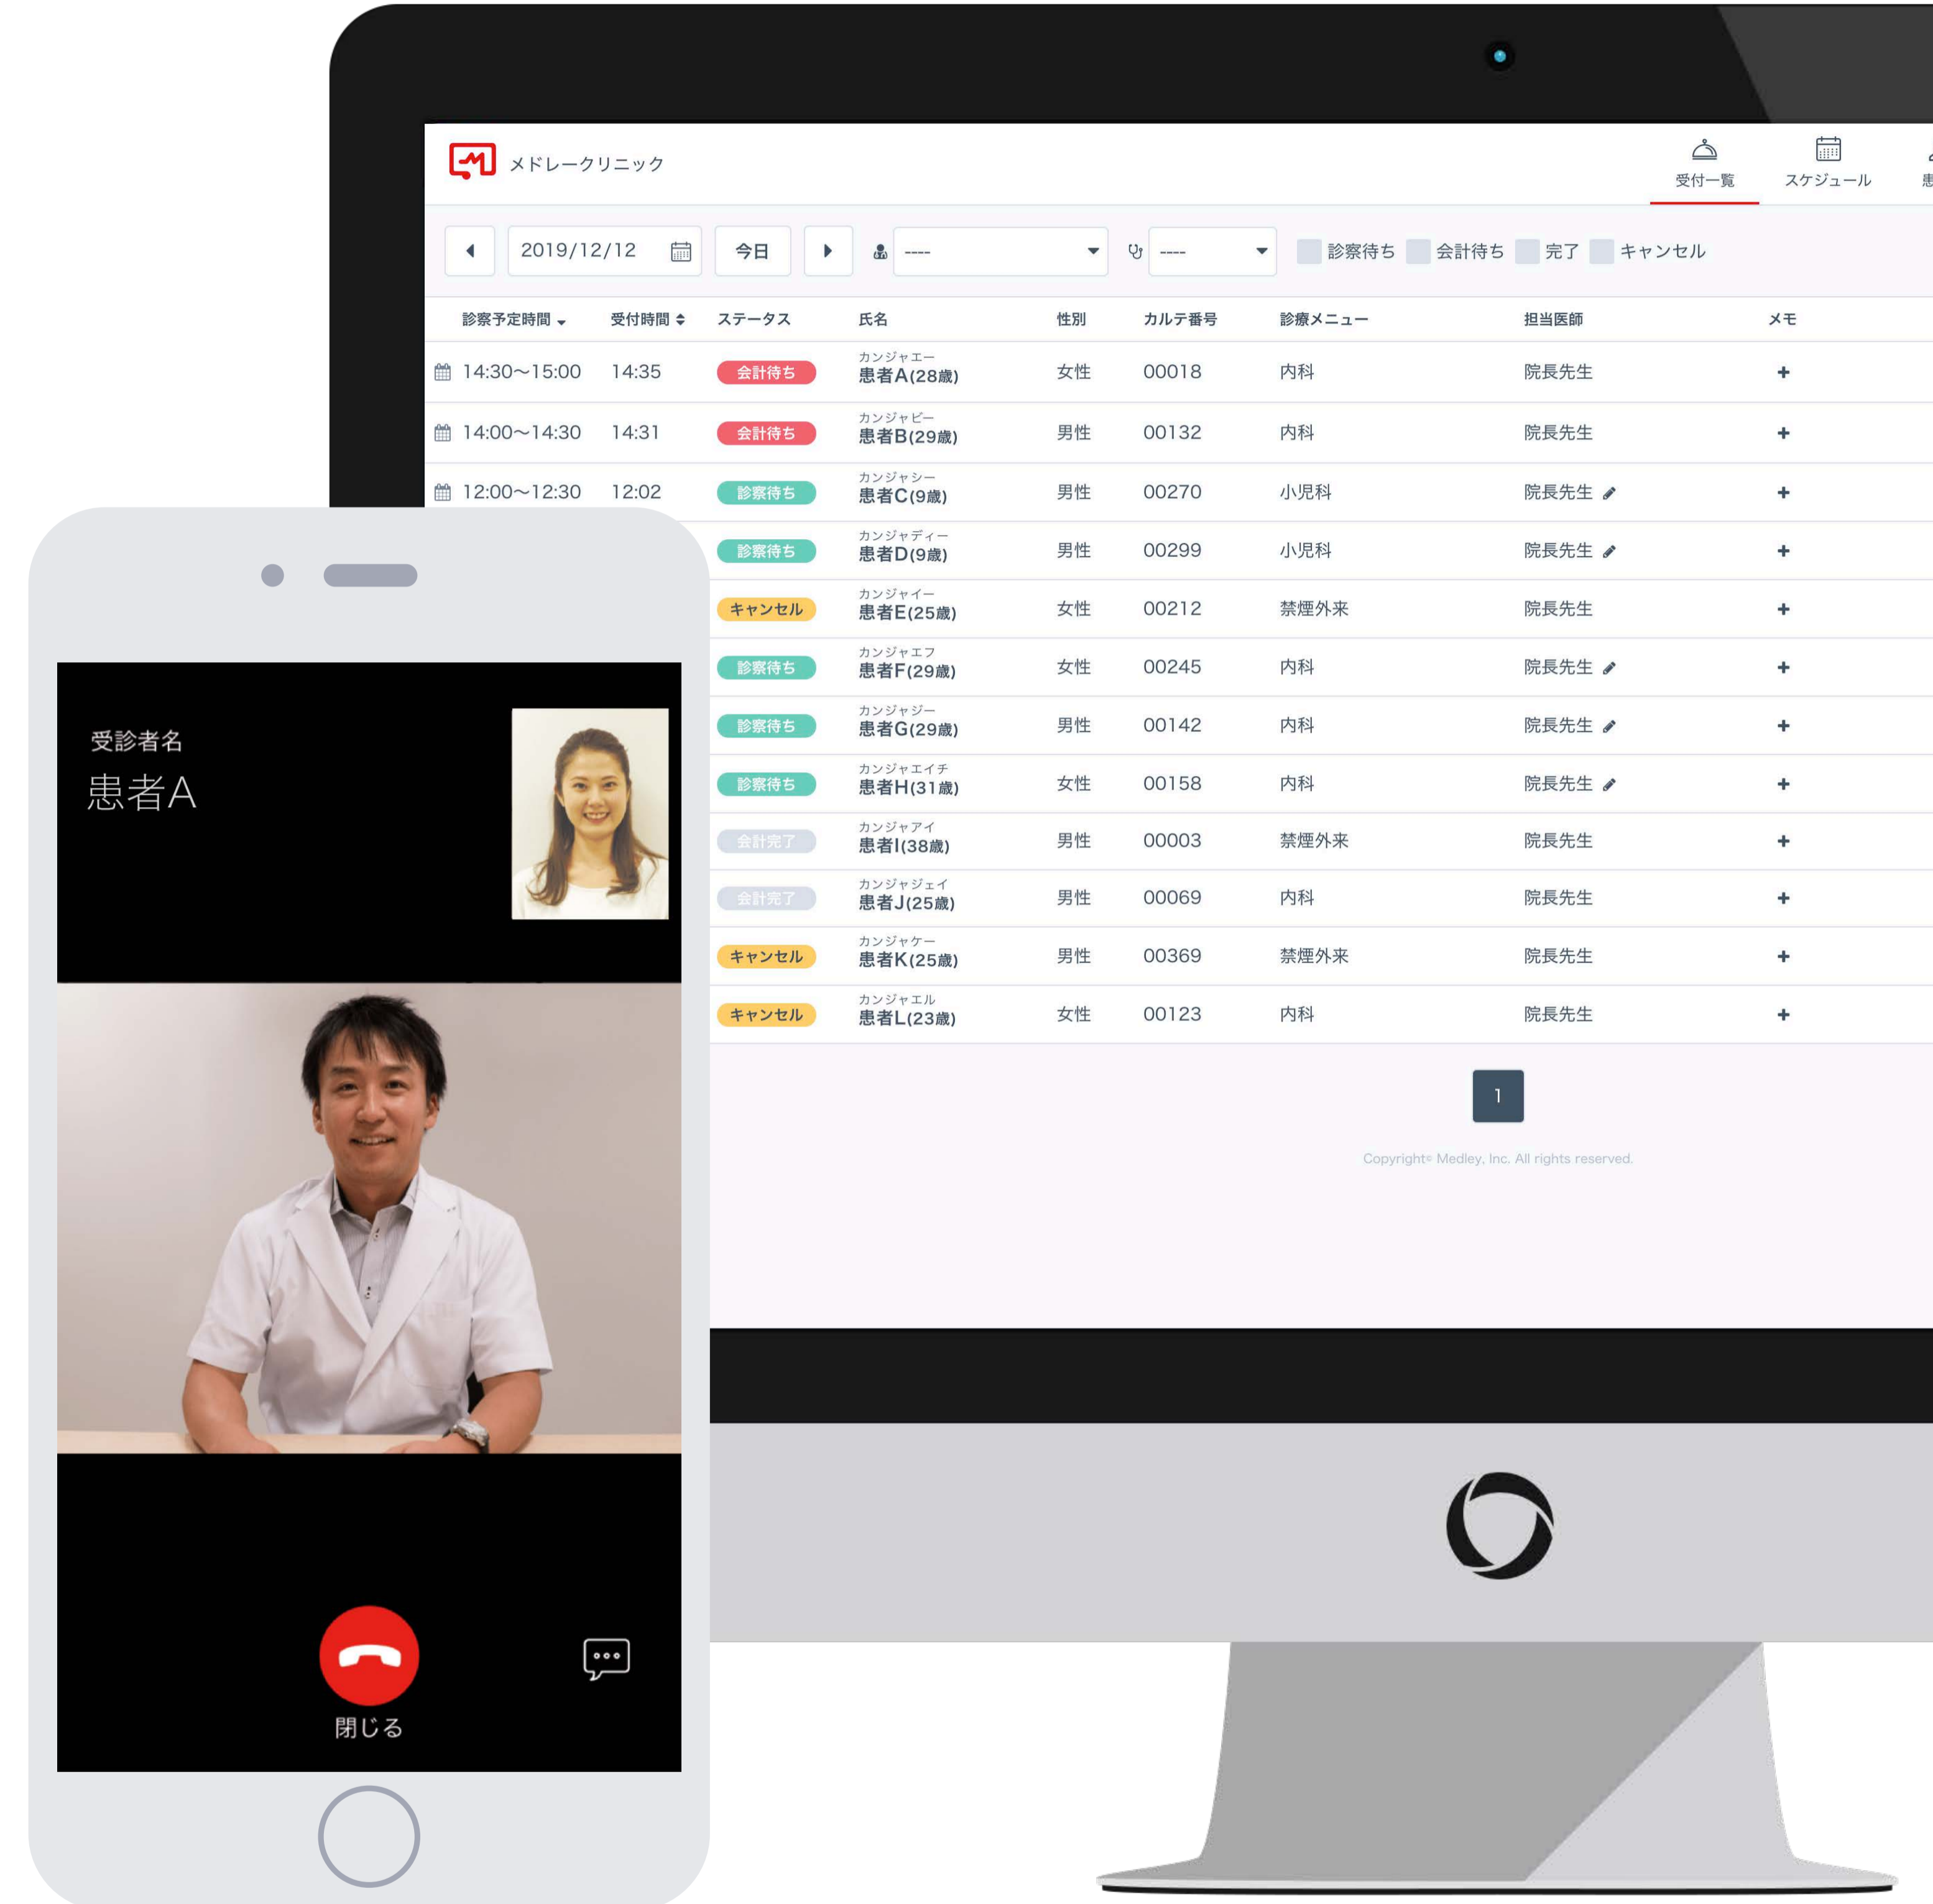 メドレークリニック
受付一覧 スケジュール
2019/12/12 今日 ---- ---- 診察待ち 会計待ち 完了 キャンセル
診察予定時間 受付時間 ステータス 氏名 性別 カルテ番号 診療メニュー 担当医師 メモ
カンジャエー
14:30〜15:00 14:35 会計待ち 患者A(28歳) 女性 00018 内科 院長先生 +
カンジャビー
14:00〜14:30 14:31 会計待ち 患者B(29歳) 男性 00132 内科 院長先生 +
カンジャシー
12:00〜12:30 12:02 診察待ち 患者C(9歳) 男性 00270 小児科 院長先生 +
カンジャディー
診察待ち 患者D(9歳) 男性 00299 小児科 院長先生 +
カンジャイー
キャンセル 患者E(25歳) 女性 00212 禁煙外来 院長先生 +
カンジャエフ
診察待ち 患者F(29歳) 女性 00245 内科 院長先生 +
カンジャジー
診察待ち 患者G(29歳) 男性 00142 内科 院長先生 +
カンジャエイチ
診察待ち 患者H(31歳) 女性 00158 内科 院長先生 +
カンジャアイ
会計完了 患者I(38歳) 男性 00003 禁煙外来 院長先生 +
カンジャジェイ
会計完了 患者J(25歳) 男性 00069 内科 院長先生 +
カンジャケー
キャンセル 患者K(25歳) 男性 00369 禁煙外来 院長先生 +
カンジャエル
キャンセル 患者L(23歳) 女性 00123 内科 院長先生 +
1
Copyright© Medley, Inc. All rights reserved.
受診者名
患者A
閉じる